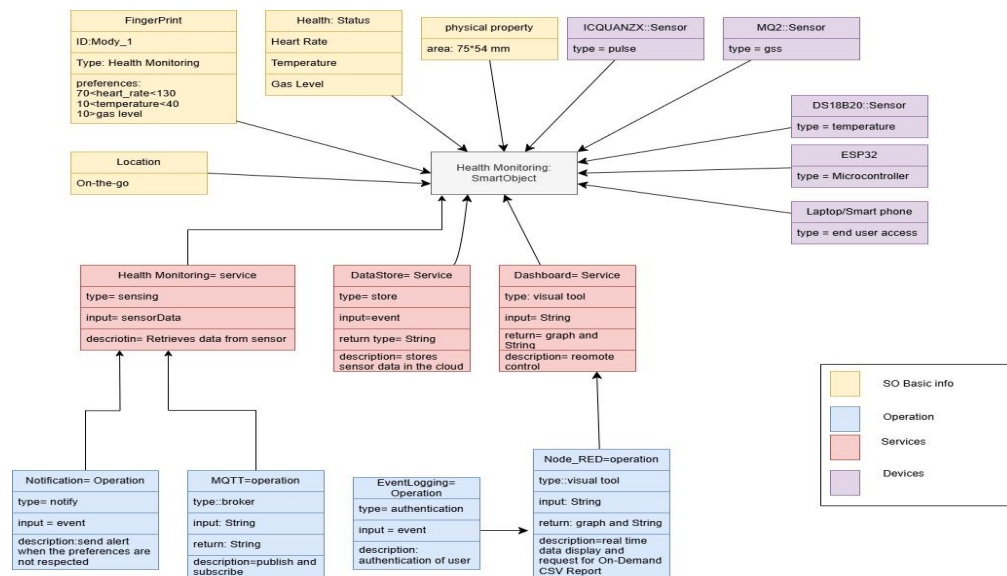 FingerPrint
ID:Mody_1
Type: Health Monitoring
preferences:
70<heart_rate<130
10<temperature<40
10>gas level
Health: Status
Heart Rate
Temperature
Gas Level
physical property
area: 75*54 mm
ICQUANZX::Sensor
type = pulse
MQ2::Sensor
type = gss
DS18B20::Sensor
type = temperature
ESP32
type = Microcontroller
Laptop/Smart phone
type = end user access
Location
On-the-go
Health Monitoring:
SmartObject
Health Monitoring= service
type= sensing
input= sensorData
descriotin= Retrieves data from sensor
DataStore= Service
type= store
input=event
return type= String
description= stores
sensor data in the cloud
Dashboard= Service
type: visual tool
input= String
return= graph and
String
description= reomote
control
SO Basic info
Operation
Services
Devices
Notification= Operation
type= notify
input = event
description:send alert
when the preferences are
not respected
MQTT=operation
type::broker
input: String
return: String
description=publish and
subscribe
EventLogging=
Operation
type= authentication
input = event
description:
authentication of user
Node_RED=operation
type::visual tool
input: String
return: graph and String
description=real time
data display and
request for On-Demand
CSV Report